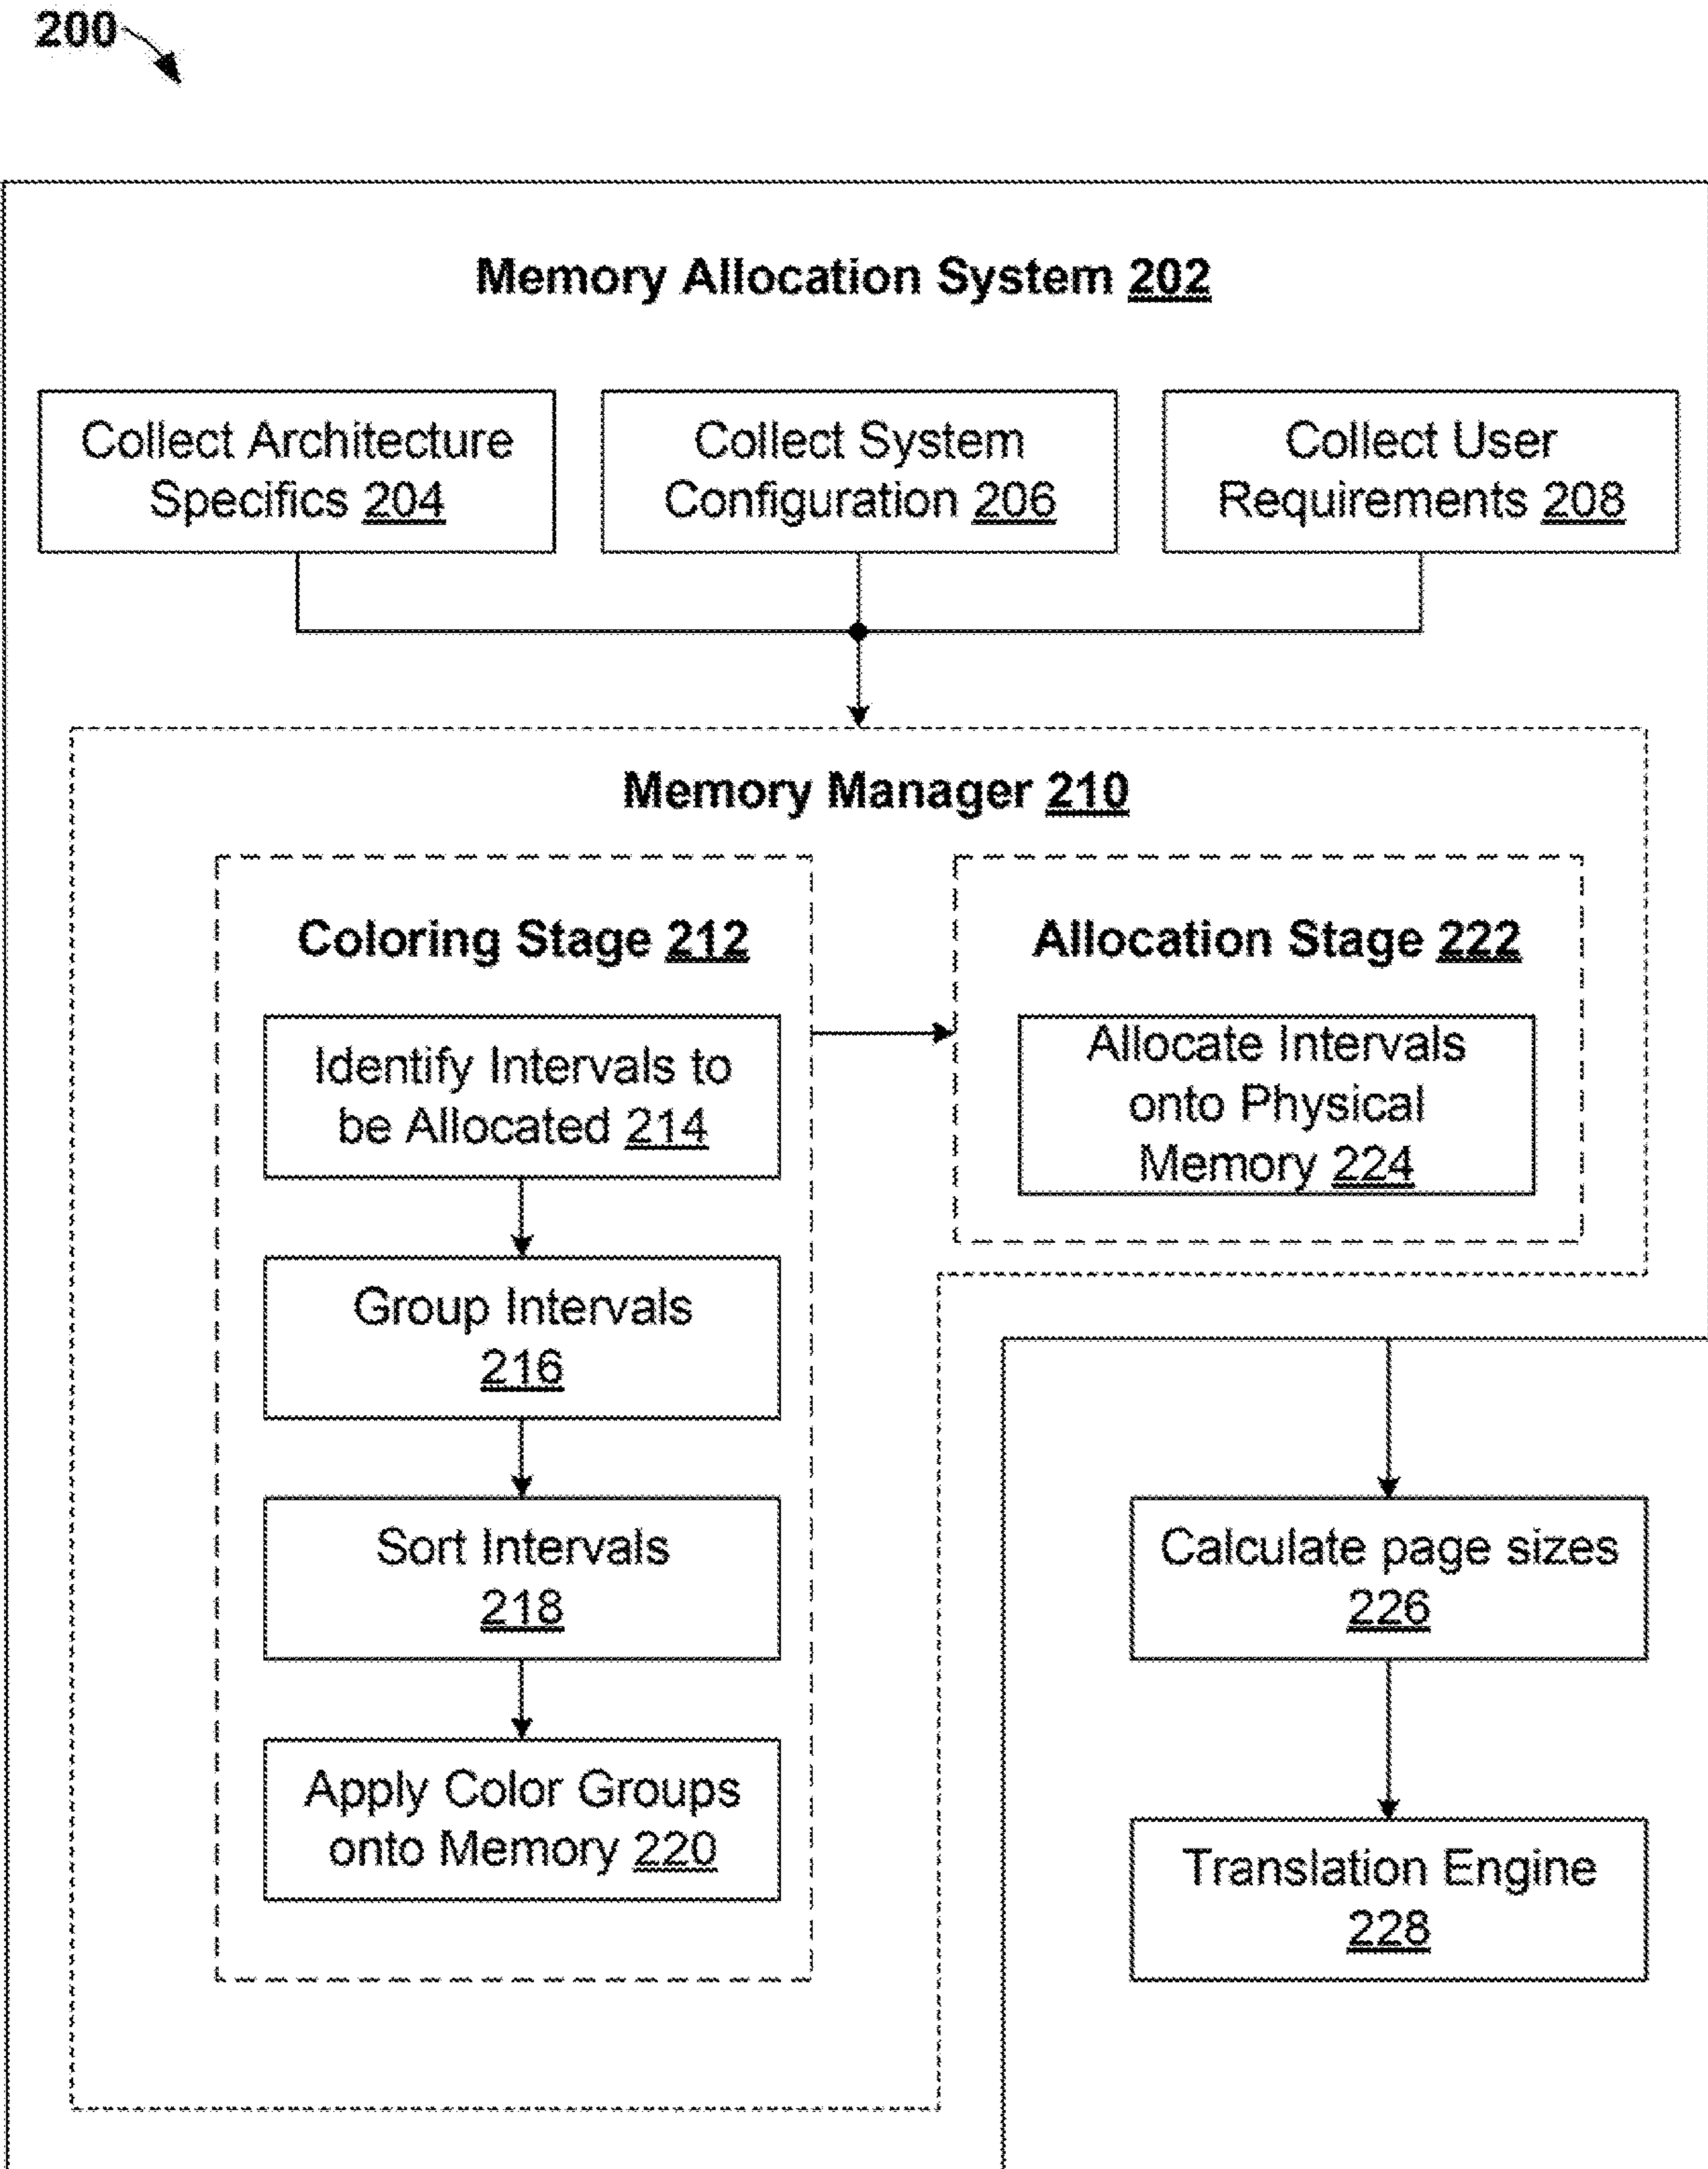 200
Memory Allocation System 202
Collect Architecture
Specifics 204
Collect System
Configuration 206
Collect User
Requirements 208
Memory Manager 210
Coloring Stage 212
Identify Intervals to
be Allocated 214
Group Intervals
216
Sort Intervals
218
Apply Color Groups
onto Memory 220
Allocation Stage 222
Allocate Intervals
onto Physical
Memory 224
Calculate page sizes
226
Translation Engine
228